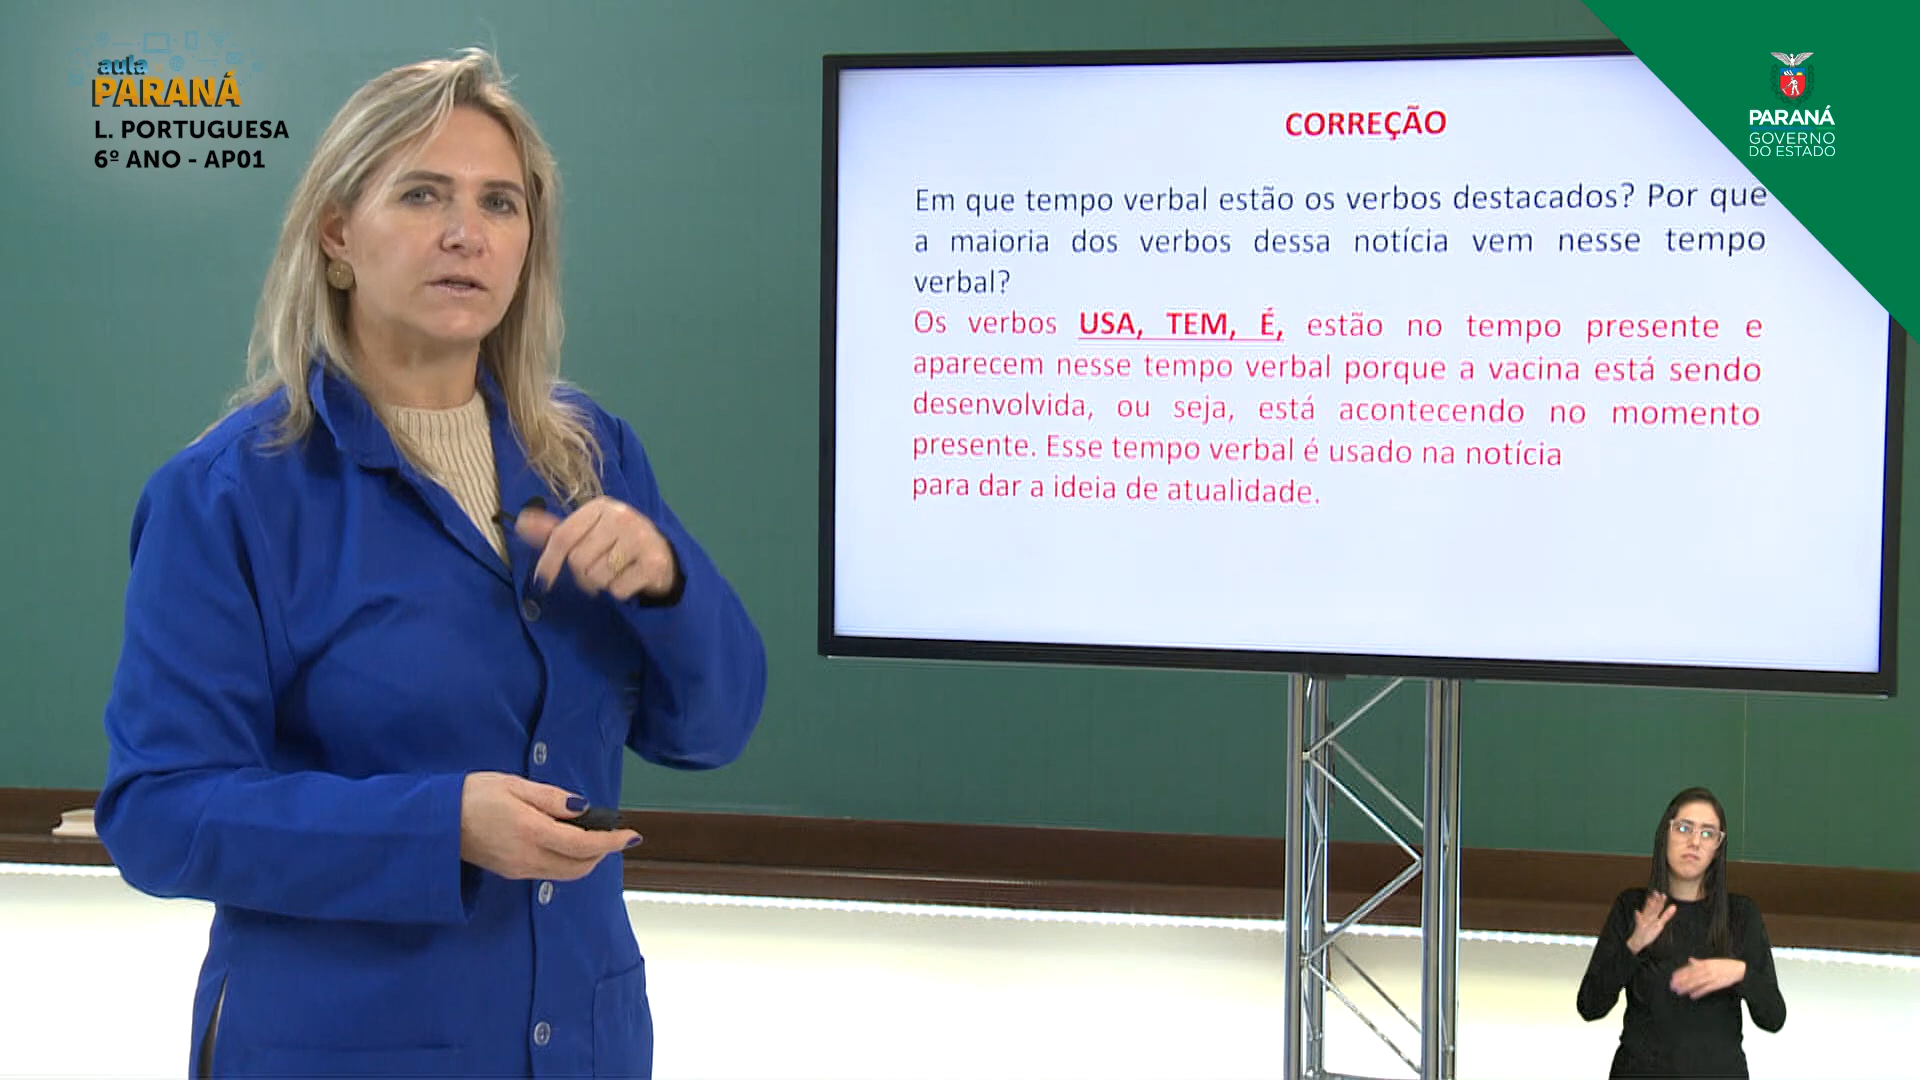 aula
PARANÁ
L. PORTUGUESA
6º ANO - AP01
PARANÁ
GOVERNO
DO ESTADO
CORREÇÃO
Em que tempo verbal estão os verbos destacados? Por que
a maioria dos verbos dessa notícia vem nesse tempo
verbal?
Os verbos USA, TEM, É, estão no tempo presente e
aparecem nesse tempo verbal porque a vacina está sendo
desenvolvida, ou seja, está acontecendo no momento
presente. Esse tempo verbal é usado na notícia
para dar a ideia de atualidade.